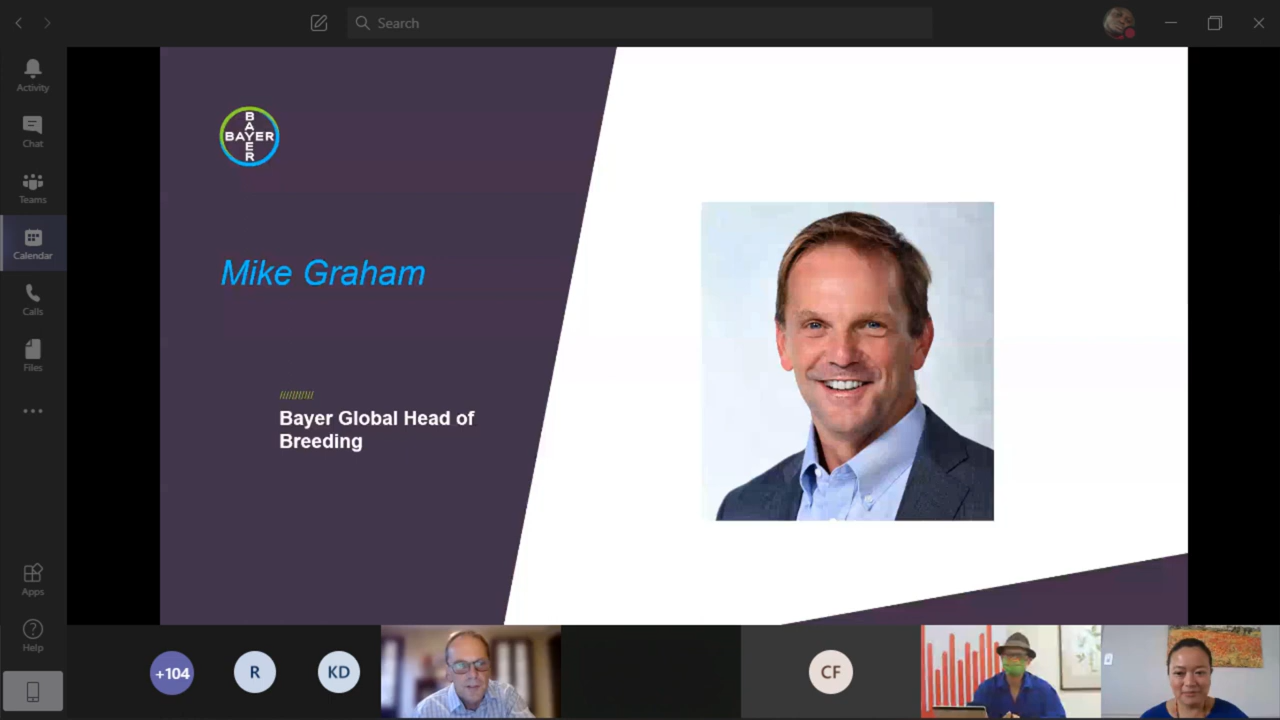 Search
Activity
Chat
Teams
Calendar
Calls
Files
Apps
Help
BAYER
BAYER
Mike Graham
//////////
Bayer Global Head of
Breeding
+104
R
KD
CF